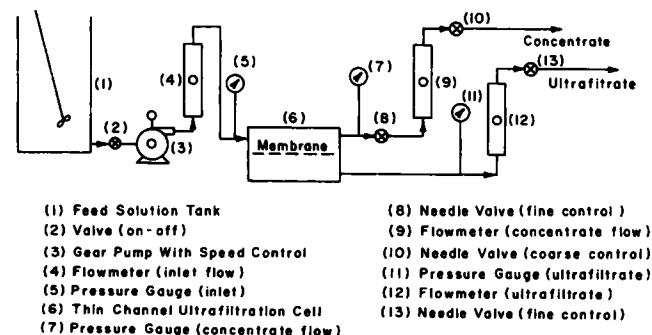 (10)
Concentrate
(1)
(4)
(5)
(7)
(9)
(13)
Ultrafitrate
(2)
(3)
(6)
(8)
(11)
(12)
Membrane
(1) Feed Solution Tank
(2) Valve (on-off)
(3) Gear Pump With Speed Control
(4) Flowmeter (inlet flow)
(5) Pressure Gauge (inlet)
(6) Thin Channel Ultrafiltration Cell
(7) Pressure Gauge (concentrate flow)
(8) Needle Valve (fine control)
(9) Flowmeter (concentrate flow)
(10) Needle Valve (coarse control)
(11) Pressure Gauge (ultrafiltrate)
(12) Flowmeter (ultrafiltrate)
(13) Needle Valve (fine control)